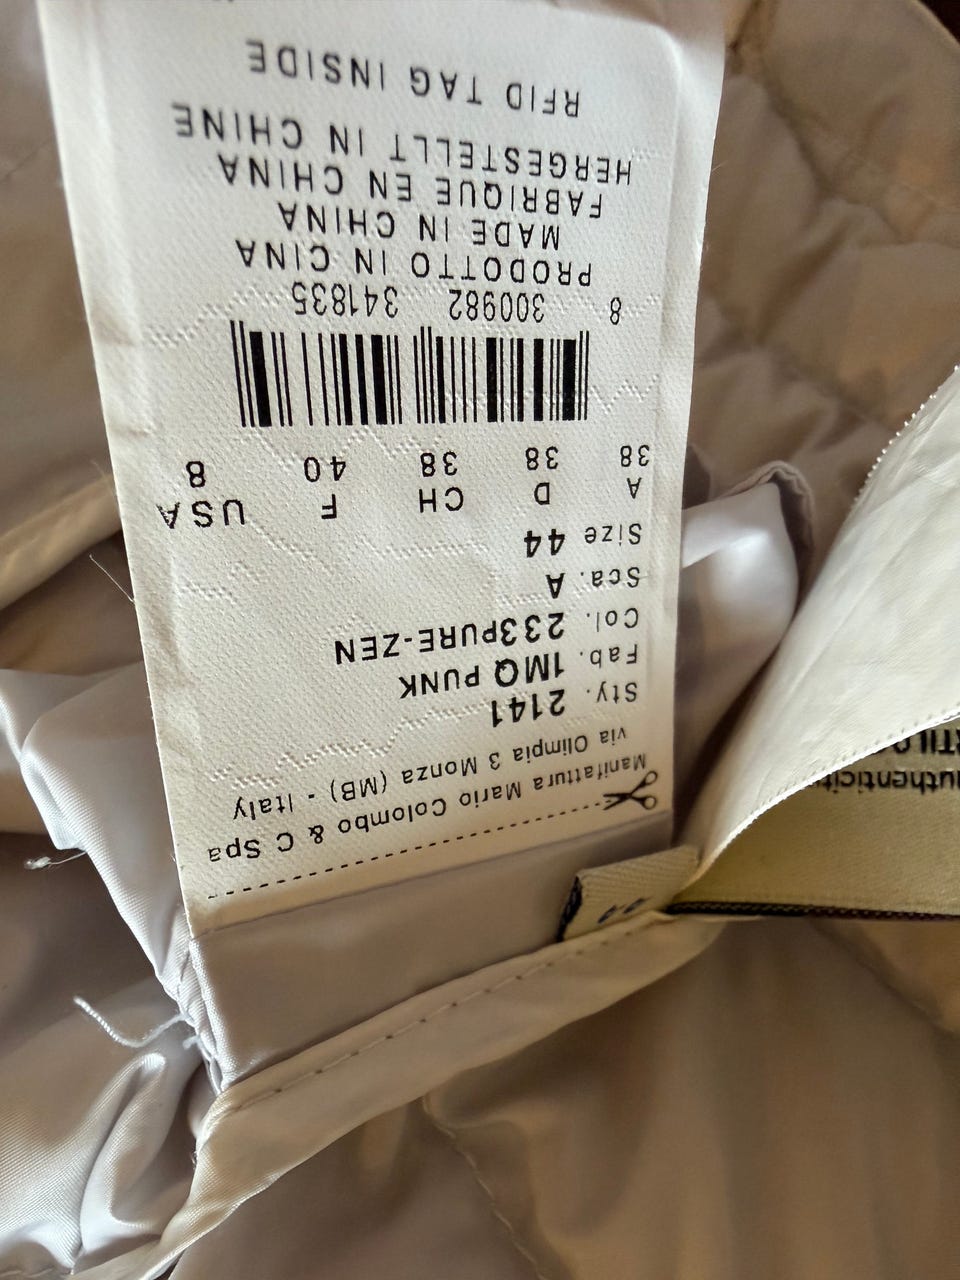 Manifattura Mario Colombo & C Spa
via Olimpia 3 Monza (MB) - Italy
Sty. 2141
Fab. 1MQ PUNK
Col. 233PURE-ZEN
Sca. A
Size 44
A D CH F USA
38 38 38 40 8
8 300982 341835
PRODOTTO IN CINA
MADE IN CHINA
FABRIQUE EN CHINA
HERGESTELLT IN CHINE
RFID TAG INSIDE